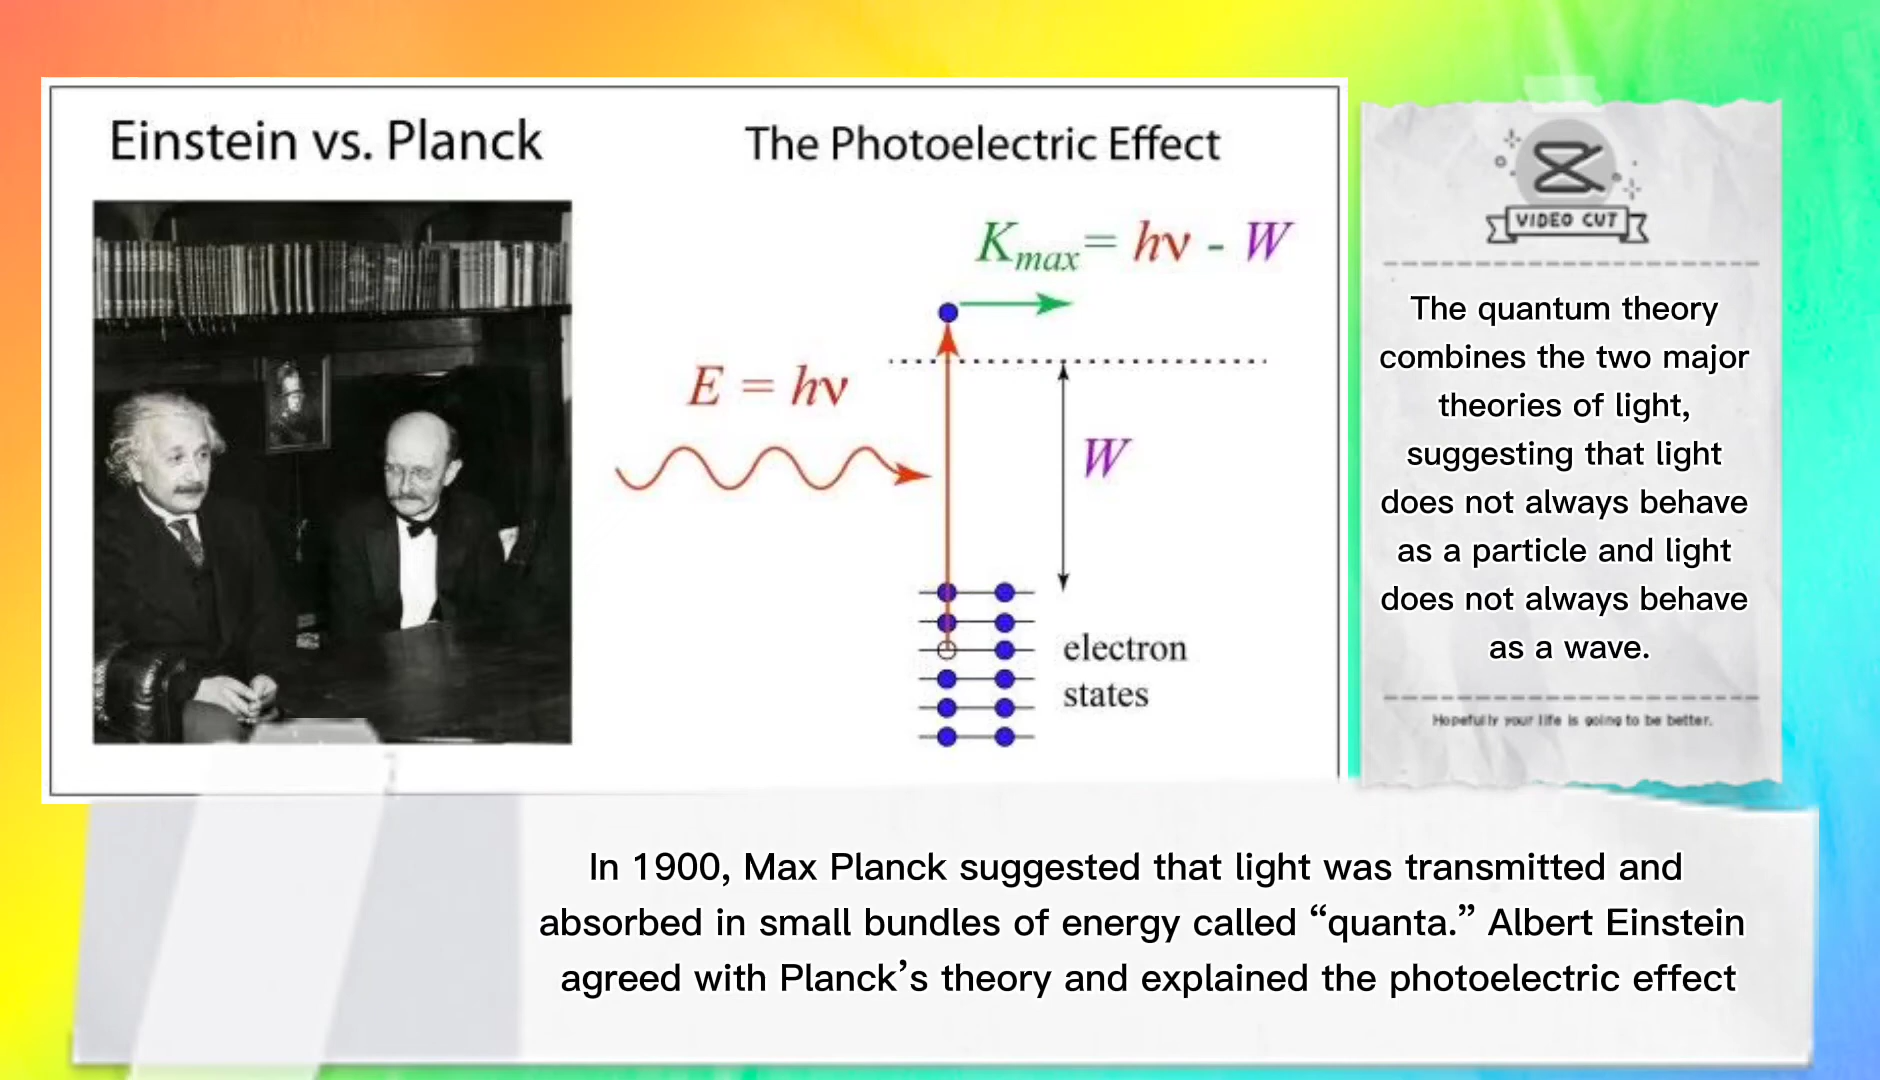 Einstein vs. Planck
The Photoelectric Effect
Kmax = hν - W
E = hν
W
electron
states
VIDEO CUT
The quantum theory
combines the two major
theories of light,
suggesting that light
does not always behave
as a particle and light
does not always behave
as a wave.
Hopefully your life is going to be better.
In 1900, Max Planck suggested that light was transmitted and
absorbed in small bundles of energy called “quanta.” Albert Einstein
agreed with Planck’s theory and explained the photoelectric effect